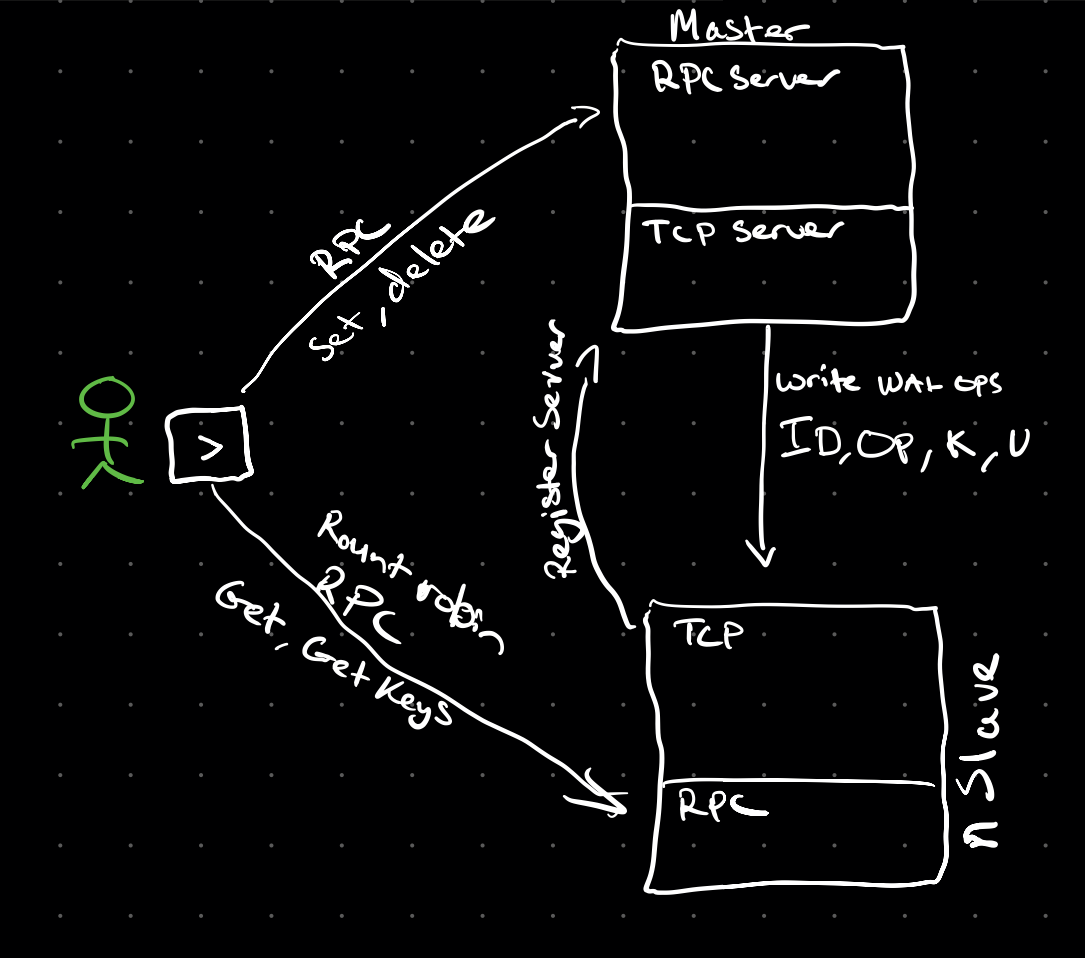 Master
RPC Server
TCP Server
RPC
Set, delete
>
Register Server
Write WAL OPS
ID, Op, K, V
Rount robin
RPC
Get, Get Keys
TCP
RPC
n Slave